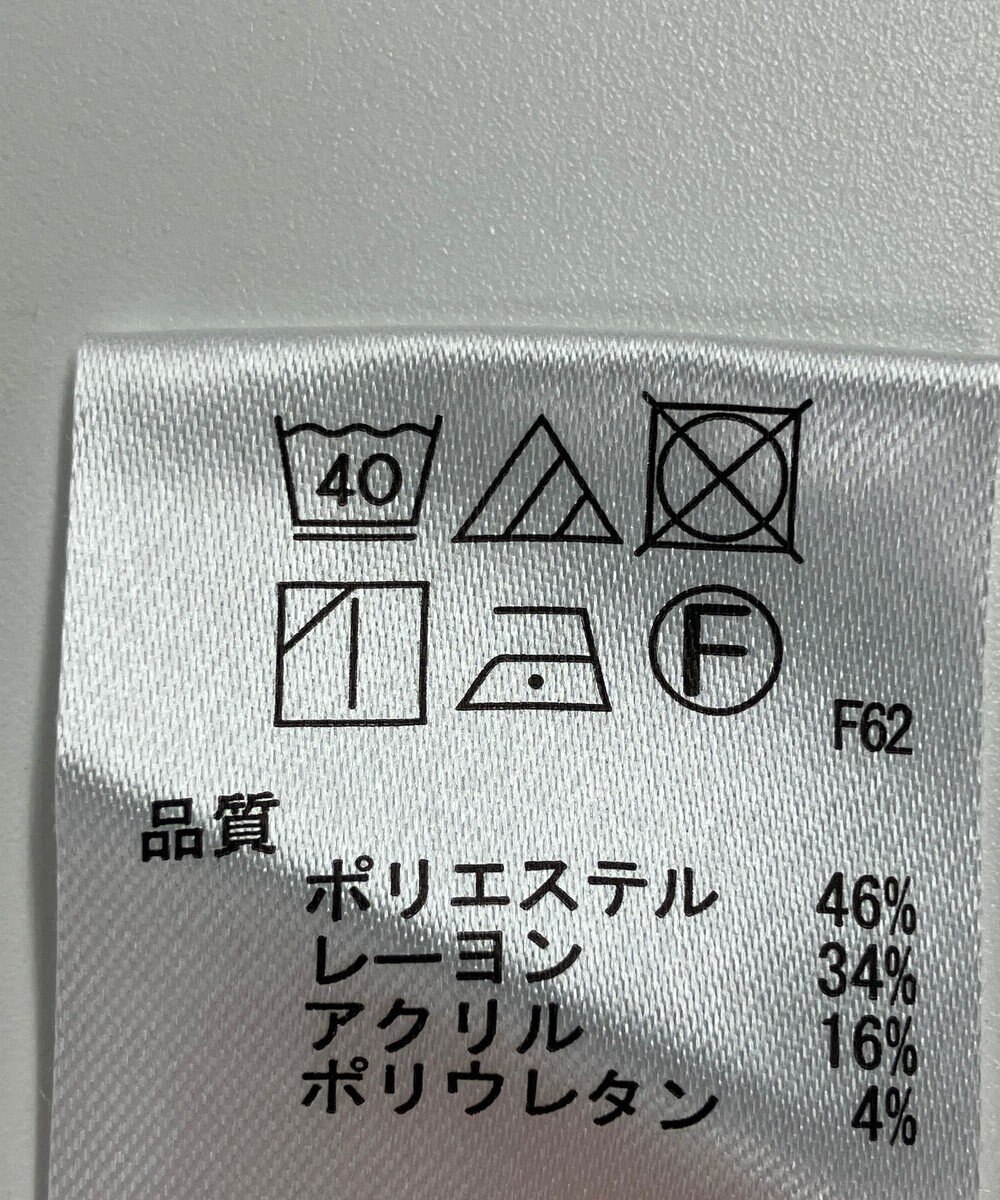 40
F
F62
品質
ポリエステル 46%
レーヨン 34%
アクリル 16%
ポリウレタン 4%